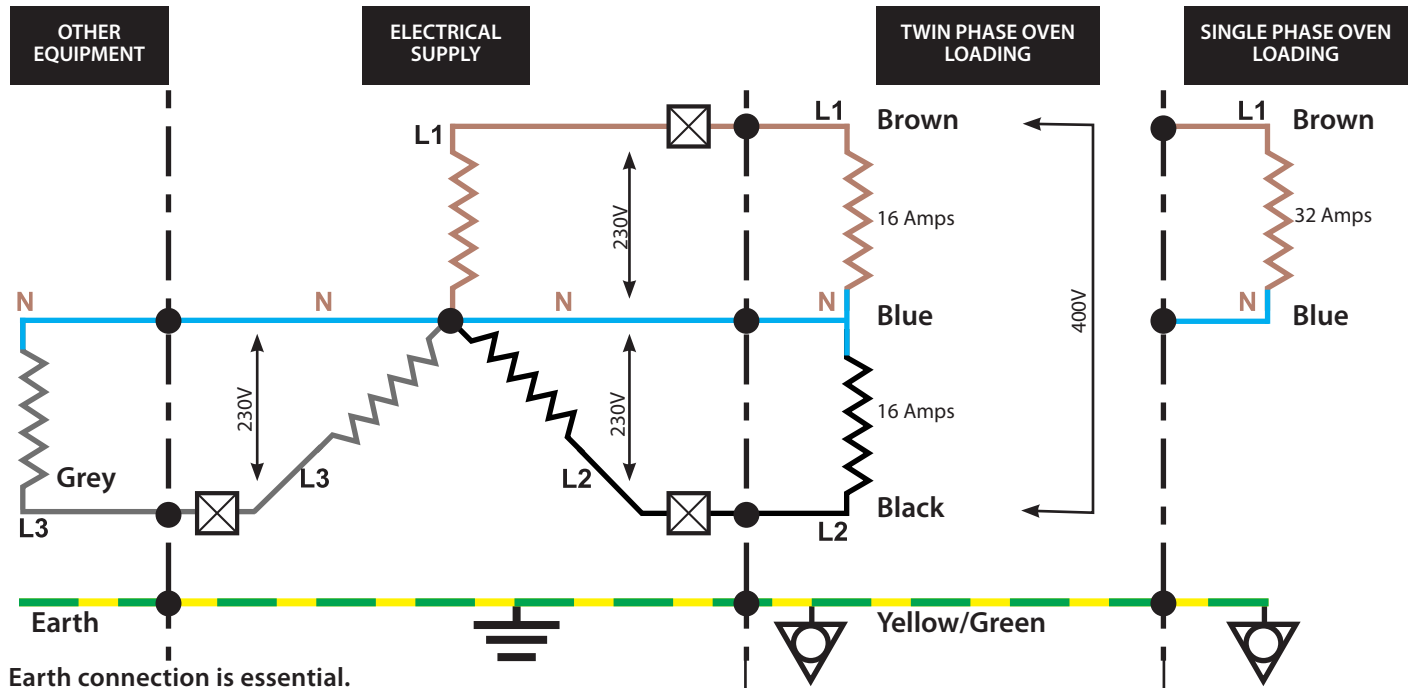 OTHER
EQUIPMENT
ELECTRICAL
SUPPLY
TWIN PHASE OVEN
LOADING
SINGLE PHASE OVEN
LOADING
L1
L1
Brown
L1
Brown
230V
16 Amps
32 Amps
400V
N
N
N
N
Blue
N
Blue
230V
230V
16 Amps
Grey
L3
L2
L3
L2
Black
Earth
Yellow/Green
Earth connection is essential.